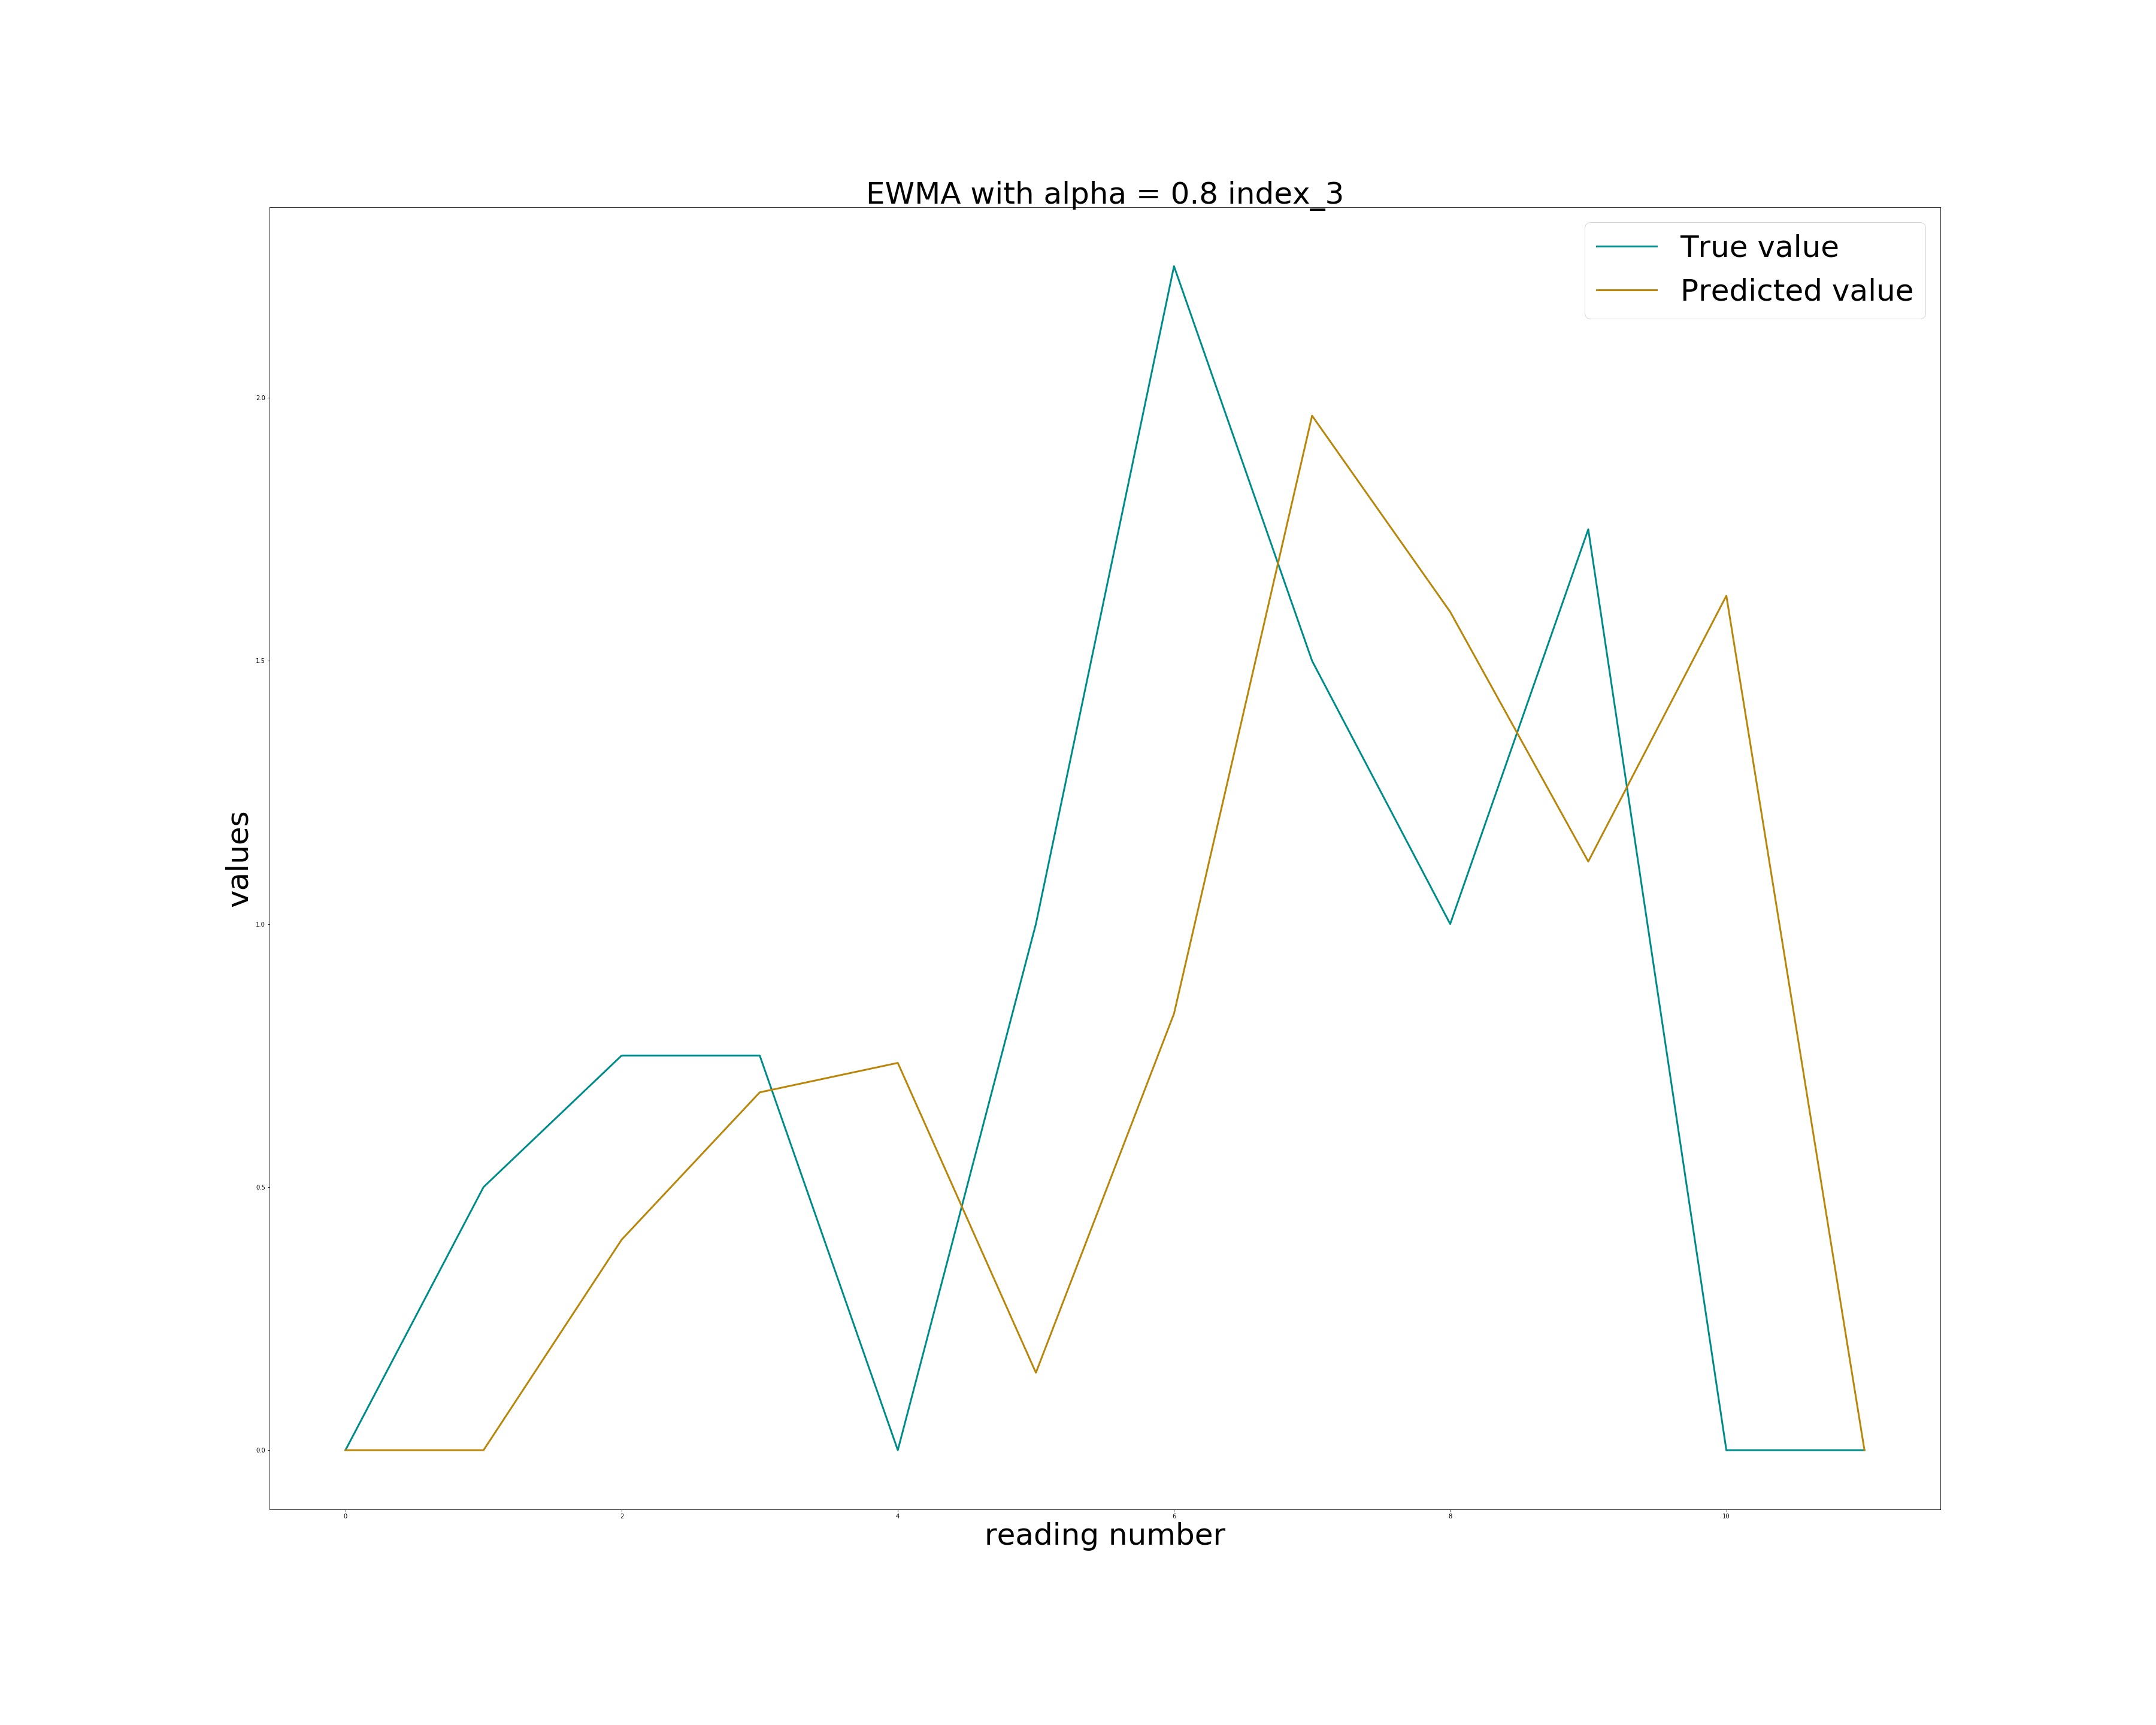 EWMA with alpha = 0.8 index_3
True value
Predicted value
2.0
1.5
1.0
0.5
0.0
values
0 2 4 6 8 10
reading number